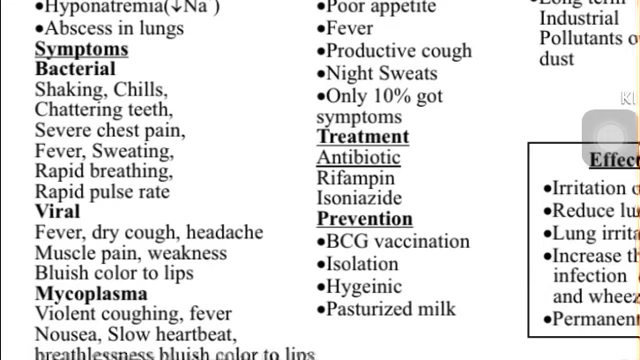 •Hyponatremia(↓Na )
•Abscess in lungs
Symptoms
Bacterial
Shaking, Chills,
Chattering teeth,
Severe chest pain,
Fever, Sweating,
Rapid breathing,
Rapid pulse rate
Viral
Fever, dry cough, headache
Muscle pain, weakness
Bluish color to lips
Mycoplasma
Violent coughing, fever
Nousea, Slow heartbeat,
breathlessness bluish color to lips
•Poor appetite
•Fever
•Productive cough
•Night Sweats
•Only 10% got
symptoms
Treatment
Antibiotic
Rifampin
Isoniazide
Prevention
•BCG vaccination
•Isolation
•Hygeinic
•Pasturized milk
Industrial
Pollutants o
dust
•Irritation
•Reduce
•Lung
•Increase
infection
and